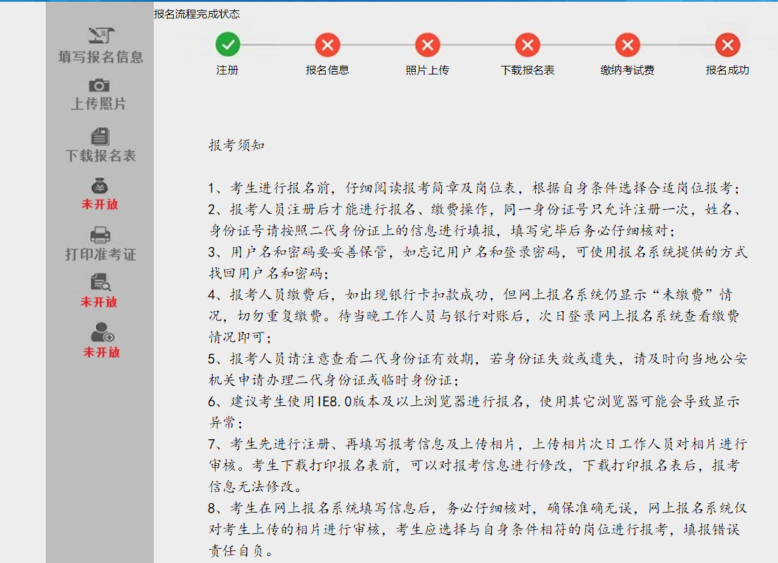 报名流程完成状态
填写报名信息
上传照片
下载报名表
未开放
打印准考证
未开放
未开放
注册
报名信息
照片上传
下载报名表
缴纳考试费
报名成功
报考须知
1、考生进行报名前，仔细阅读报考简章及岗位表，根据自身条件选择合适岗位报考；
2、报考人员注册后才能进行报名、缴费操作，同一身份证号只允许注册一次，姓名、
身份证号请按照二代身份证上的信息进行填报，填写完毕后务必仔细核对；
3、用户名和密码要妥善保管，如忘记用户名和登录密码，可使用报名系统提供的方式
找回用户名和密码；
4、报考人员缴费后，如出现银行卡扣款成功，但网上报名系统仍显示“未缴费”情
况，切勿重复缴费。待当晚工作人员与银行对账后，次日登录网上报名系统查看缴费
情况即可；
5、报考人员请注意查看二代身份证有效期，若身份证失效或遗失，请及时向当地公安
机关申请办理二代身份证或临时身份证；
6、建议考生使用IE8.0版本及以上浏览器进行报名，使用其它浏览器可能会导致显示
异常；
7、考生先进行注册、再填写报考信息及上传相片，上传相片次日工作人员对相片进行
审核。考生下载打印报名表前，可以对报考信息进行修改，下载打印报名表后，报考
信息无法修改。
8、考生在网上报名系统填写信息后，务必仔细核对，确保准确无误，网上报名系统仅
对考生上传的相片进行审核，考生应选择与自身条件相符的岗位进行报考，填报错误
责任自负。